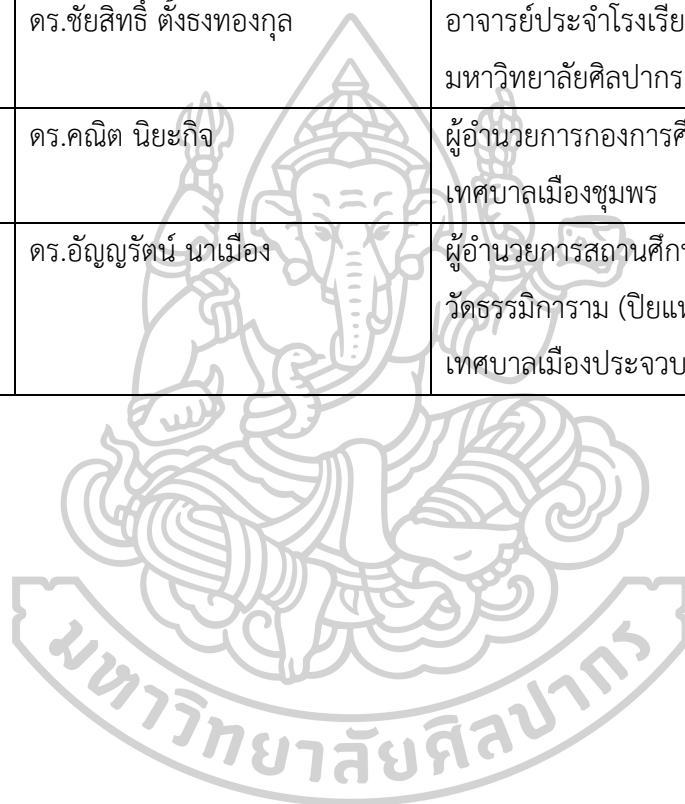 ดร.ชัยสิทธิ์ ตั้งธงทองกุล
อาจารย์ประจำโรงเรีย
มหาวิทยาลัยศิลปากร
ดร.คณิต นิยะกิจ
ผู้อำนวยการกองการศึ
เทศบาลเมืองชุมพร
ดร.อัญญรัตน์ นาเมือง
ผู้อำนวยการสถานศึก
วัดธรรมิการาม (ปิยแ
เทศบาลเมืองประจวบ
มหาวิทยาลัยศิลปากร